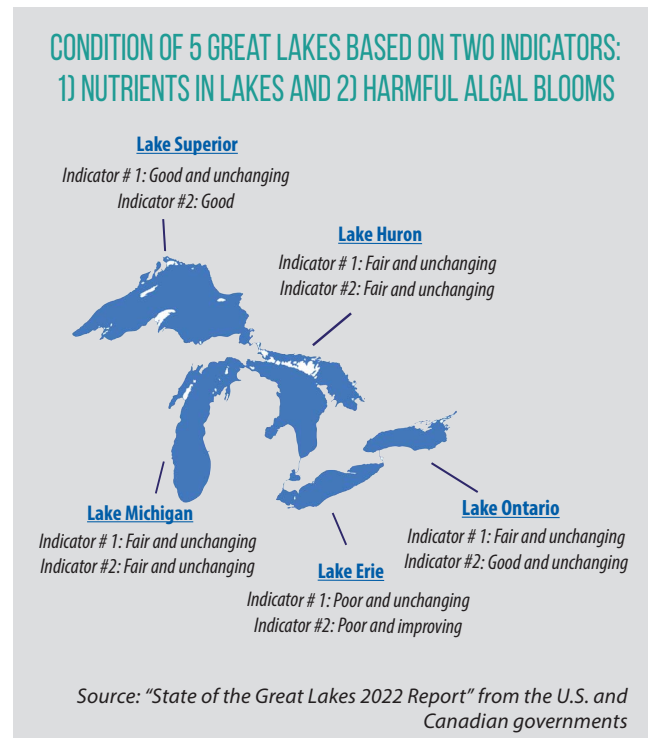 CONDITION OF 5 GREAT LAKES BASED ON TWO INDICATORS:
1) NUTRIENTS IN LAKES AND 2) HARMFUL ALGAL BLOOMS
Lake Superior
Indicator # 1: Good and unchanging
Indicator #2: Good
Lake Huron
Indicator # 1: Fair and unchanging
Indicator #2: Fair and unchanging
Lake Michigan
Indicator # 1: Fair and unchanging
Indicator #2: Fair and unchanging
Lake Erie
Indicator # 1: Poor and unchanging
Indicator #2: Poor and improving
Lake Ontario
Indicator # 1: Fair and unchanging
Indicator #2: Good and unchanging
Source: “State of the Great Lakes 2022 Report” from the U.S. and
Canadian governments